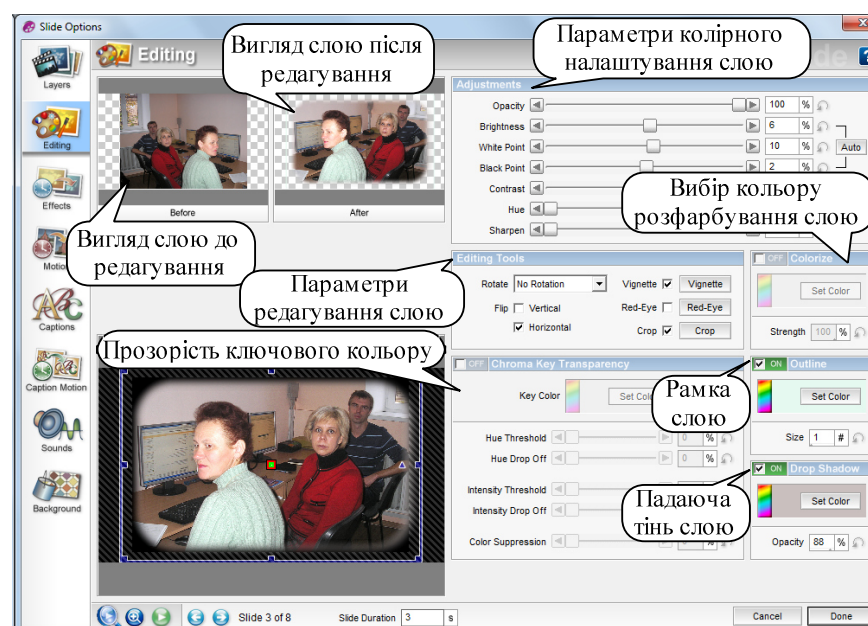 Slide Options
Editing
Layers
Editing
Effects
Captions
Caption Motion
Sounds
Background
Вигляд слою після
редагування
Before
After
Вигляд слою до
редагування
Параметри колірного
налаштування слою
Adjustments
Opacity 100 %
Brightness 6 %
White Point 10 % Auto
Black Point 2 %
Contrast
Hue
Sharpen
Вибір кольору
розфарбування слою
Параметри
редагування слою
Editing Tools
Rotate No Rotation Vignette Vignette
Flip Vertical Red-Eye Red-Eye
Horizontal Crop Crop
OFF Colorize
Set Color
Strength 100 %
Прозорість ключового кольору
OFF Chroma Key Transparency
Key Color
Hue Threshold 0 %
Hue Drop Off 0 %
Intensity Threshold
Intensity Drop Off
Color Suppression
Рамка
слою
ON Outline
Set Color
Size 1 #
Падаюча
тінь слою
ON Drop Shadow
Set Color
Opacity 88 %
Slide 3 of 8 Slide Duration 3 s
Cancel Done